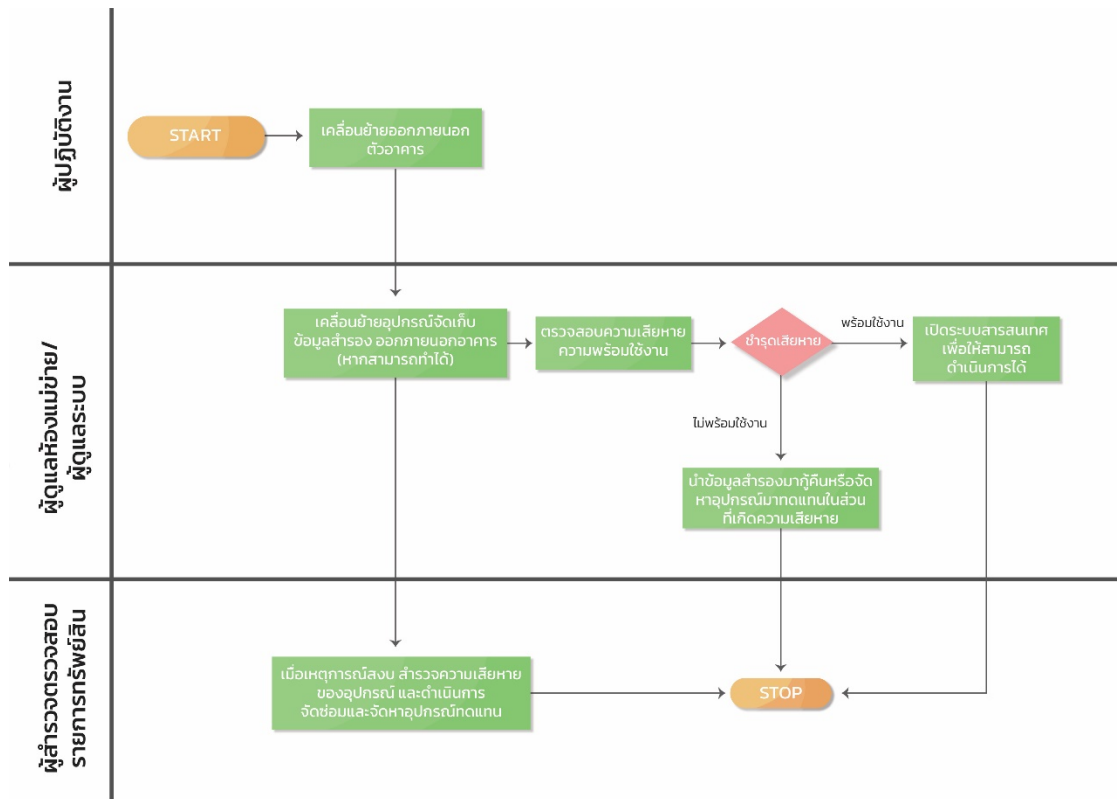 ผู้ปฏิบัติงาน
START
เคลื่อนย้ายออกภายนอก
ตัวอาคาร
ผู้ดูแลห้องแม่ข่าย/
ผู้ดูแลระบบ
เคลื่อนย้ายอุปกรณ์จัดเก็บ
ข้อมูลสำรอง ออกภายนอกอาคาร
(หากสามารถทำได้)
ตรวจสอบความเสียหาย
ความพร้อมใช้งาน
ชำรุดเสียหาย
พร้อมใช้งาน
เปิดระบบสารสนเทศ
เพื่อให้สามารถ
ดำเนินการได้
ไม่พร้อมใช้งาน
นำข้อมูลสำรองมากู้คืนหรือจัด
หาอุปกรณ์มาทดแทนในส่วน
ที่เกิดความเสียหาย
ผู้สำรวจตรวจสอบ
รายการทรัพย์สิน
เมื่อเหตุการณ์สงบ สำรวจความเสียหาย
ของอุปกรณ์ และดำเนินการ
จัดซ่อมและจัดหาอุปกรณ์ทดแทน
STOP